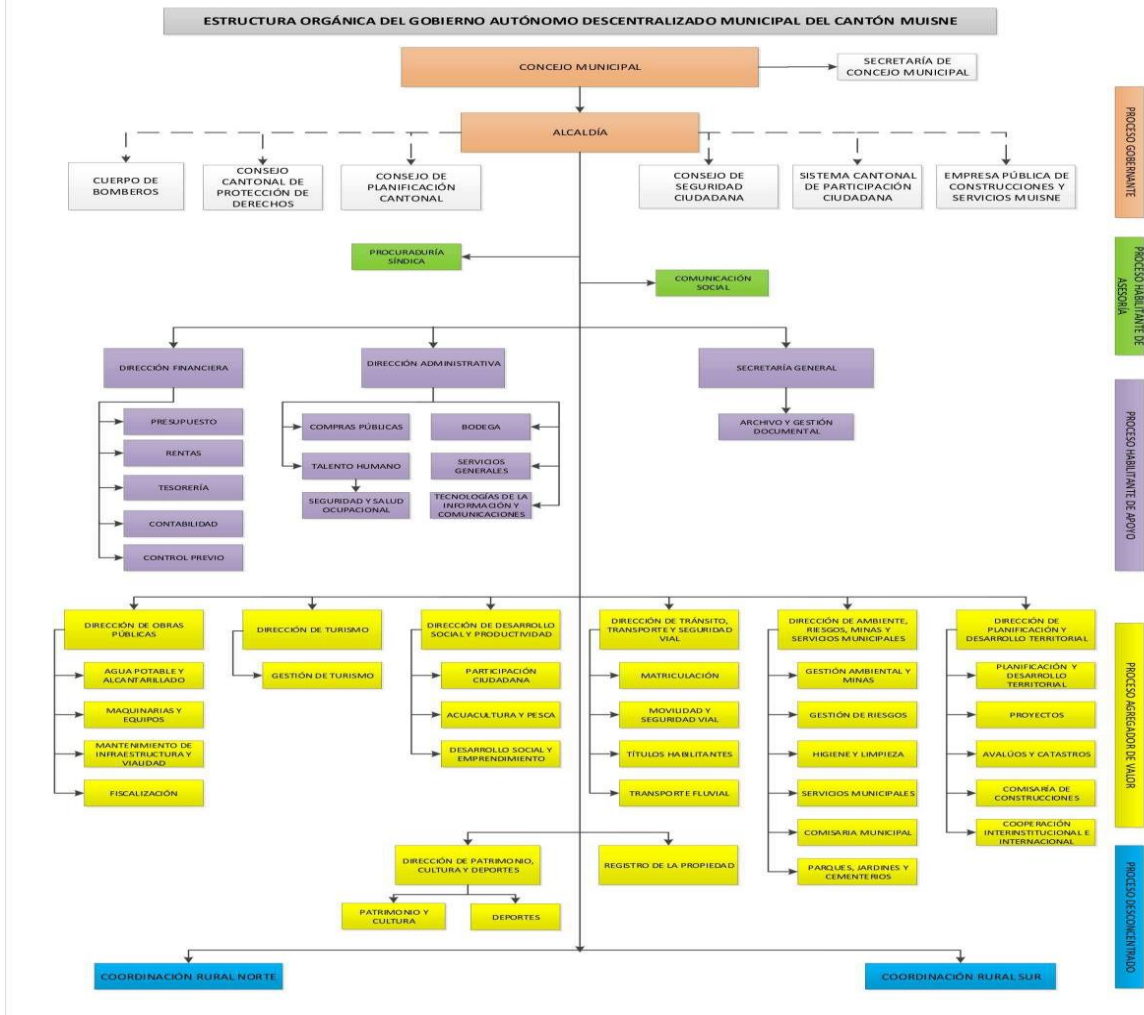 ESTRUCTURA ORGÁNICA DEL GOBIERNO AUTÓNOMO DESCENTRALIZADO MUNICIPAL DEL CANTÓN MUISNE
CONCEJO MUNICIPAL
SECRETARÍA DE
CONCEJO MUNICIPAL
ALCALDÍA
CUERPO DE
BOMBEROS
CONSEJO
CANTONAL DE
PROTECCIÓN DE
DERECHOS
CONSEJO DE
PLANIFICACIÓN
CANTONAL
CONSEJO DE
SEGURIDAD
CIUDADANA
SISTEMA CANTONAL
DE PARTICIPACIÓN
CIUDADANA
EMPRESA PÚBLICA DE
CONSTRUCCIONES Y
SERVICIOS MUISNE
PROCESO GOBERNANTE
PROCURADURÍA
SÍNDICA
COMUNICACIÓN
SOCIAL
PROCESO HABILITANTE DE
ASESORÍA
DIRECCIÓN FINANCIERA
PRESUPUESTO
RENTAS
TESORERÍA
CONTABILIDAD
CONTROL PREVIO
DIRECCIÓN ADMINISTRATIVA
COMPRAS PÚBLICAS
TALENTO HUMANO
SEGURIDAD Y SALUD
OCUPACIONAL
BODEGA
SERVICIOS
GENERALES
TECNOLOGÍAS DE LA
INFORMACIÓN Y
COMUNICACIONES
SECRETARÍA GENERAL
ARCHIVO Y GESTIÓN
DOCUMENTAL
PROCESO HABILITANTE DE APOYO
DIRECCIÓN DE OBRAS
PÚBLICAS
AGUA POTABLE Y
ALCANTARILLADO
MAQUINARIAS Y
EQUIPOS
MANTENIMIENTO DE
INFRAESTRUCTURA Y
VIALIDAD
FISCALIZACIÓN
DIRECCIÓN DE TURISMO
GESTIÓN DE TURISMO
DIRECCIÓN DE DESARROLLO
SOCIAL Y PRODUCTIVIDAD
PARTICIPACIÓN
CIUDADANA
ACUACULTURA Y PESCA
DESARROLLO SOCIAL Y
EMPRENDIMIENTO
DIRECCIÓN DE TRÁNSITO,
TRANSPORTE Y SEGURIDAD
VIAL
MATRICULACIÓN
MOVILIDAD Y
SEGURIDAD VIAL
TÍTULOS HABILITANTES
TRANSPORTE FLUVIAL
DIRECCIÓN DE AMBIENTE,
RIESGOS, MINAS Y
SERVICIOS MUNICIPALES
GESTIÓN AMBIENTAL Y
MINAS
GESTIÓN DE RIESGOS
HIGIENE Y LIMPIEZA
SERVICIOS MUNICIPALES
COMISARIA MUNICIPAL
PARQUES, JARDINES Y
CEMENTERIOS
DIRECCIÓN DE
PLANIFICACIÓN Y
DESARROLLO TERRITORIAL
PLANIFICACIÓN Y
DESARROLLO
TERRITORIAL
PROYECTOS
AVALÚOS Y CATASTROS
COMISARÍA DE
CONSTRUCCIONES
COOPERACIÓN
INTERINSTITUCIONAL E
INTERNACIONAL
PROCESO AGREGADOR DE VALOR
DIRECCIÓN DE PATRIMONIO,
CULTURA Y DEPORTES
PATRIMONIO Y
CULTURA
DEPORTES
REGISTRO DE LA PROPIEDAD
PROCESO DESCONCENTRADO
COORDINACIÓN RURAL NORTE
COORDINACIÓN RURAL SUR